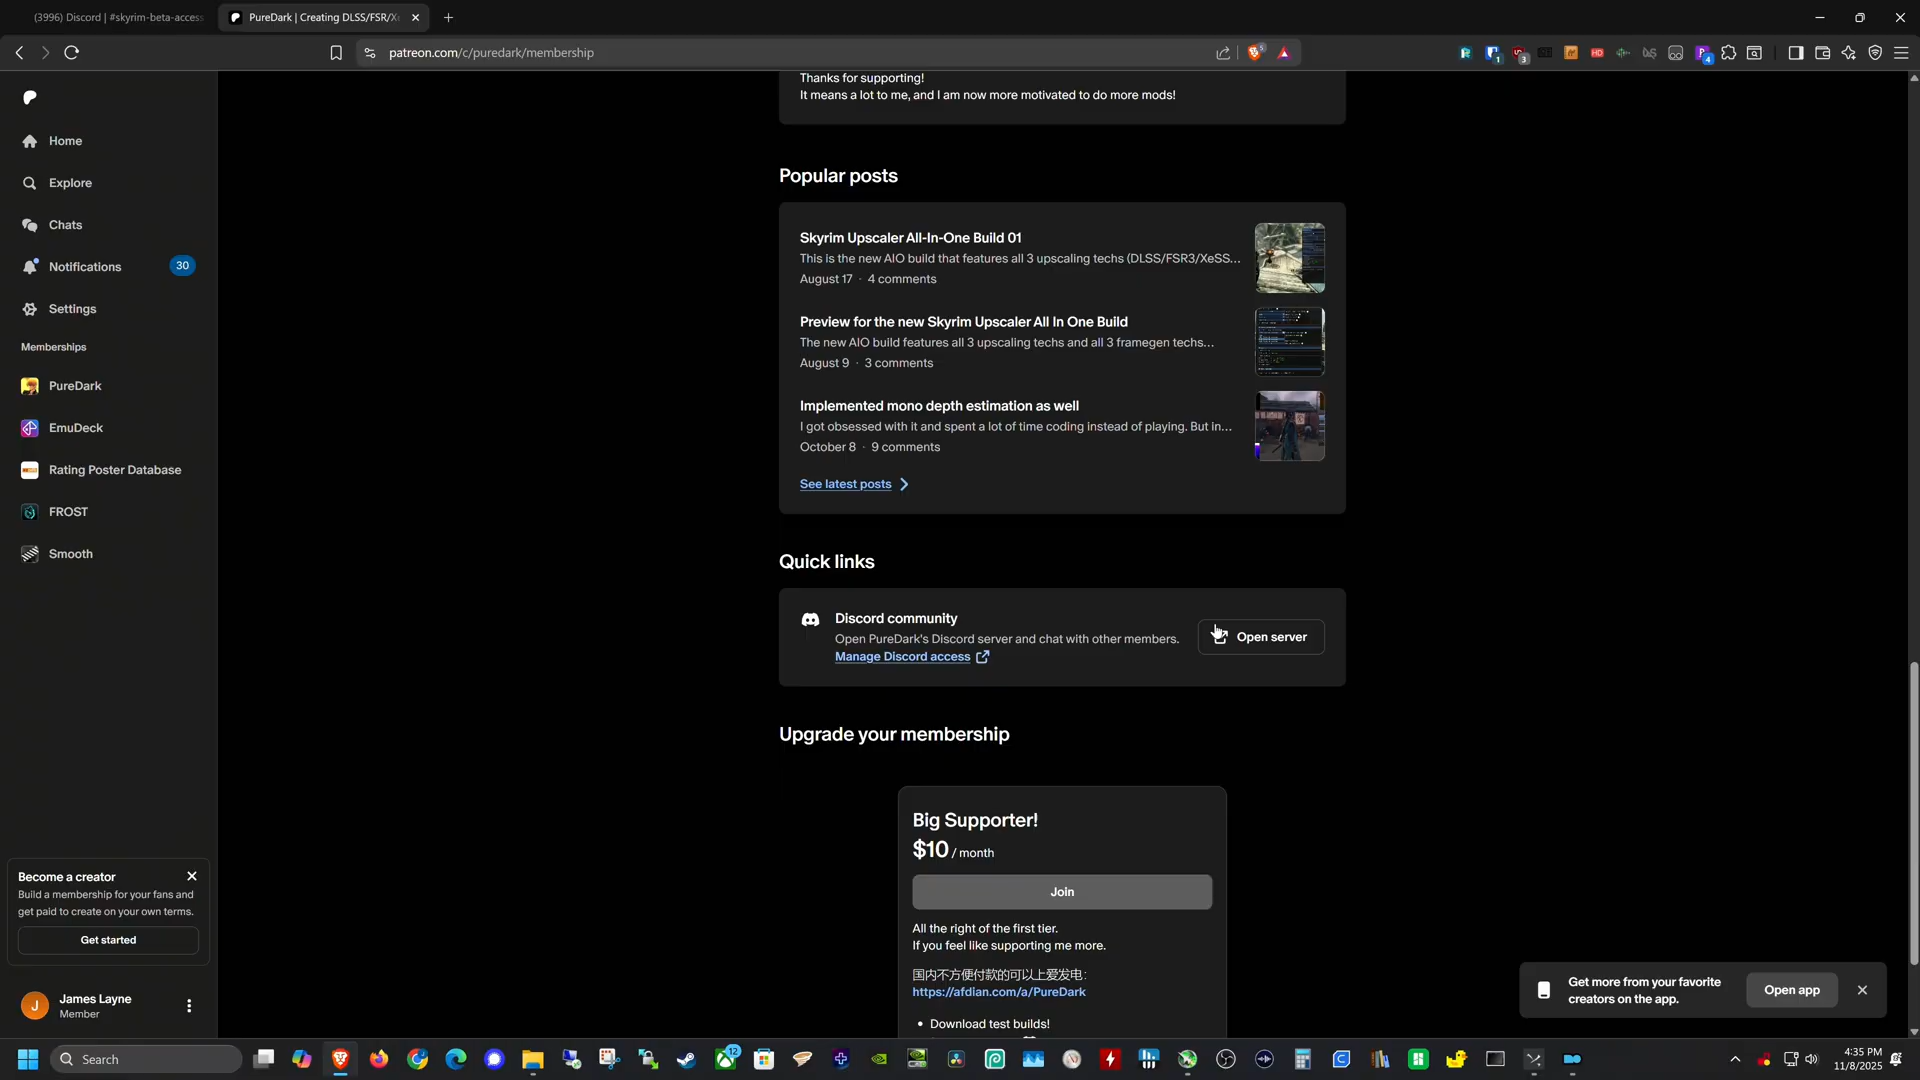 (3996) Discord | #skyrim-beta-access
PureDark | Creating DLSS/FSR/Xe
patreon.com/c/puredark/membership
Home
Explore
Chats
Notifications
30
Settings
Memberships
PureDark
EmuDeck
Rating Poster Database
FROST
Smooth
Become a creator
Build a membership for your fans and
get paid to create on your own terms.
Get started
J
James Layne
Member
Thanks for supporting!
It means a lot to me, and I am now more motivated to do more mods!
Popular posts
Skyrim Upscaler All-In-One Build 01
This is the new AIO build that features all 3 upscaling techs (DLSS/FSR3/XeSS...
August 17 · 4 comments
Preview for the new Skyrim Upscaler All In One Build
The new AIO build features all 3 upscaling techs and all 3 framegen techs...
August 9 · 3 comments
Implemented mono depth estimation as well
I got obsessed with it and spent a lot of time coding instead of playing. But in...
October 8 · 9 comments
See latest posts
Quick links
Discord community
Open PureDark's Discord server and chat with other members.
Manage Discord access
Open server
Upgrade your membership
Big Supporter!
$10 / month
Join
All the right of the first tier.
If you feel like supporting me more.
国内不方便付款的可以上爱发电:
https://afdian.com/a/PureDark
• Download test builds!
Get more from your favorite
creators on the app.
Open app
Search
12
4:35 PM
11/8/2025